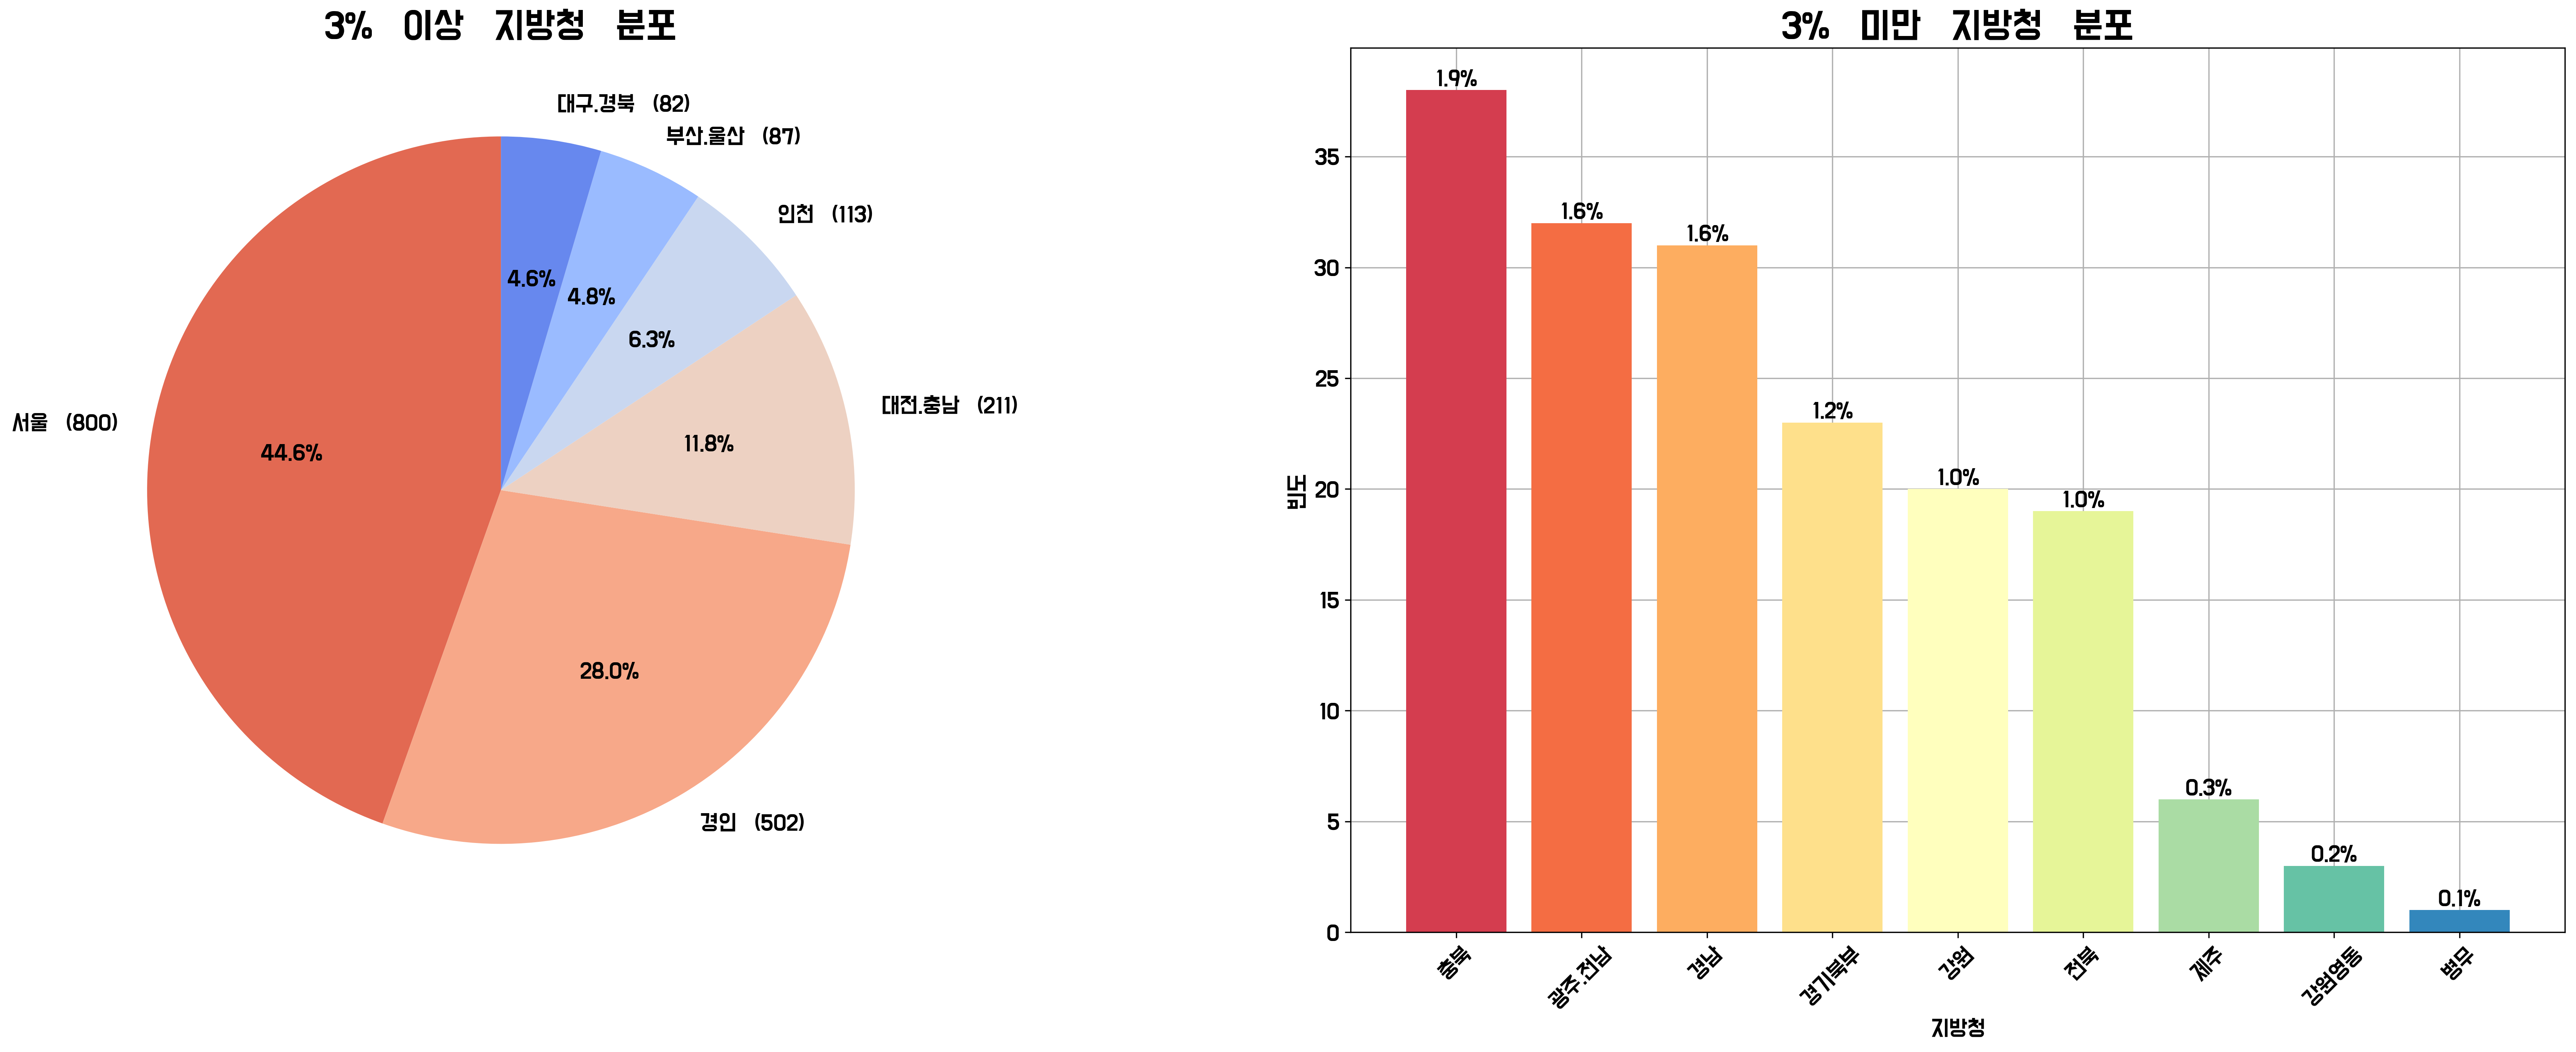 3% 이상 지방청 분포
대구.경북 (82)
부산.울산 (87)
인천 (113)
대전.충남 (211)
서울 (800)
경인 (502)
4.6%
4.8%
6.3%
11.8%
44.6%
28.0%
3% 미만 지방청 분포
빈도
35
30
25
20
15
10
5
0
1.9%
1.6%
1.6%
1.2%
1.0%
1.0%
0.3%
0.2%
0.1%
충북
광주.전남
경남
경기북부
강원
전북
제주
강원영동
병무
지방청